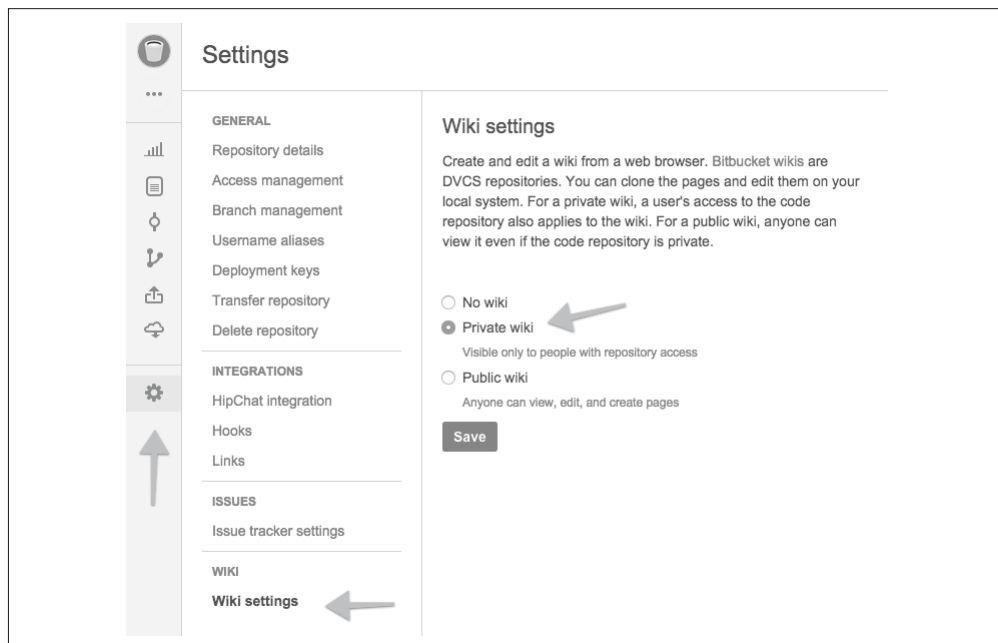 Settings
GENERAL
Repository details
Access management
Branch management
Username aliases
Deployment keys
Transfer repository
Delete repository
INTEGRATIONS
HipChat integration
Hooks
Links
ISSUES
Issue tracker settings
WIKI
Wiki settings
Wiki settings
Create and edit a wiki from a web browser. Bitbucket wikis are
DVCS repositories. You can clone the pages and edit them on your
local system. For a private wiki, a user's access to the code
repository also applies to the wiki. For a public wiki, anyone can
view it even if the code repository is private.
No wiki
Private wiki
Visible only to people with repository access
Public wiki
Anyone can view, edit, and create pages
Save